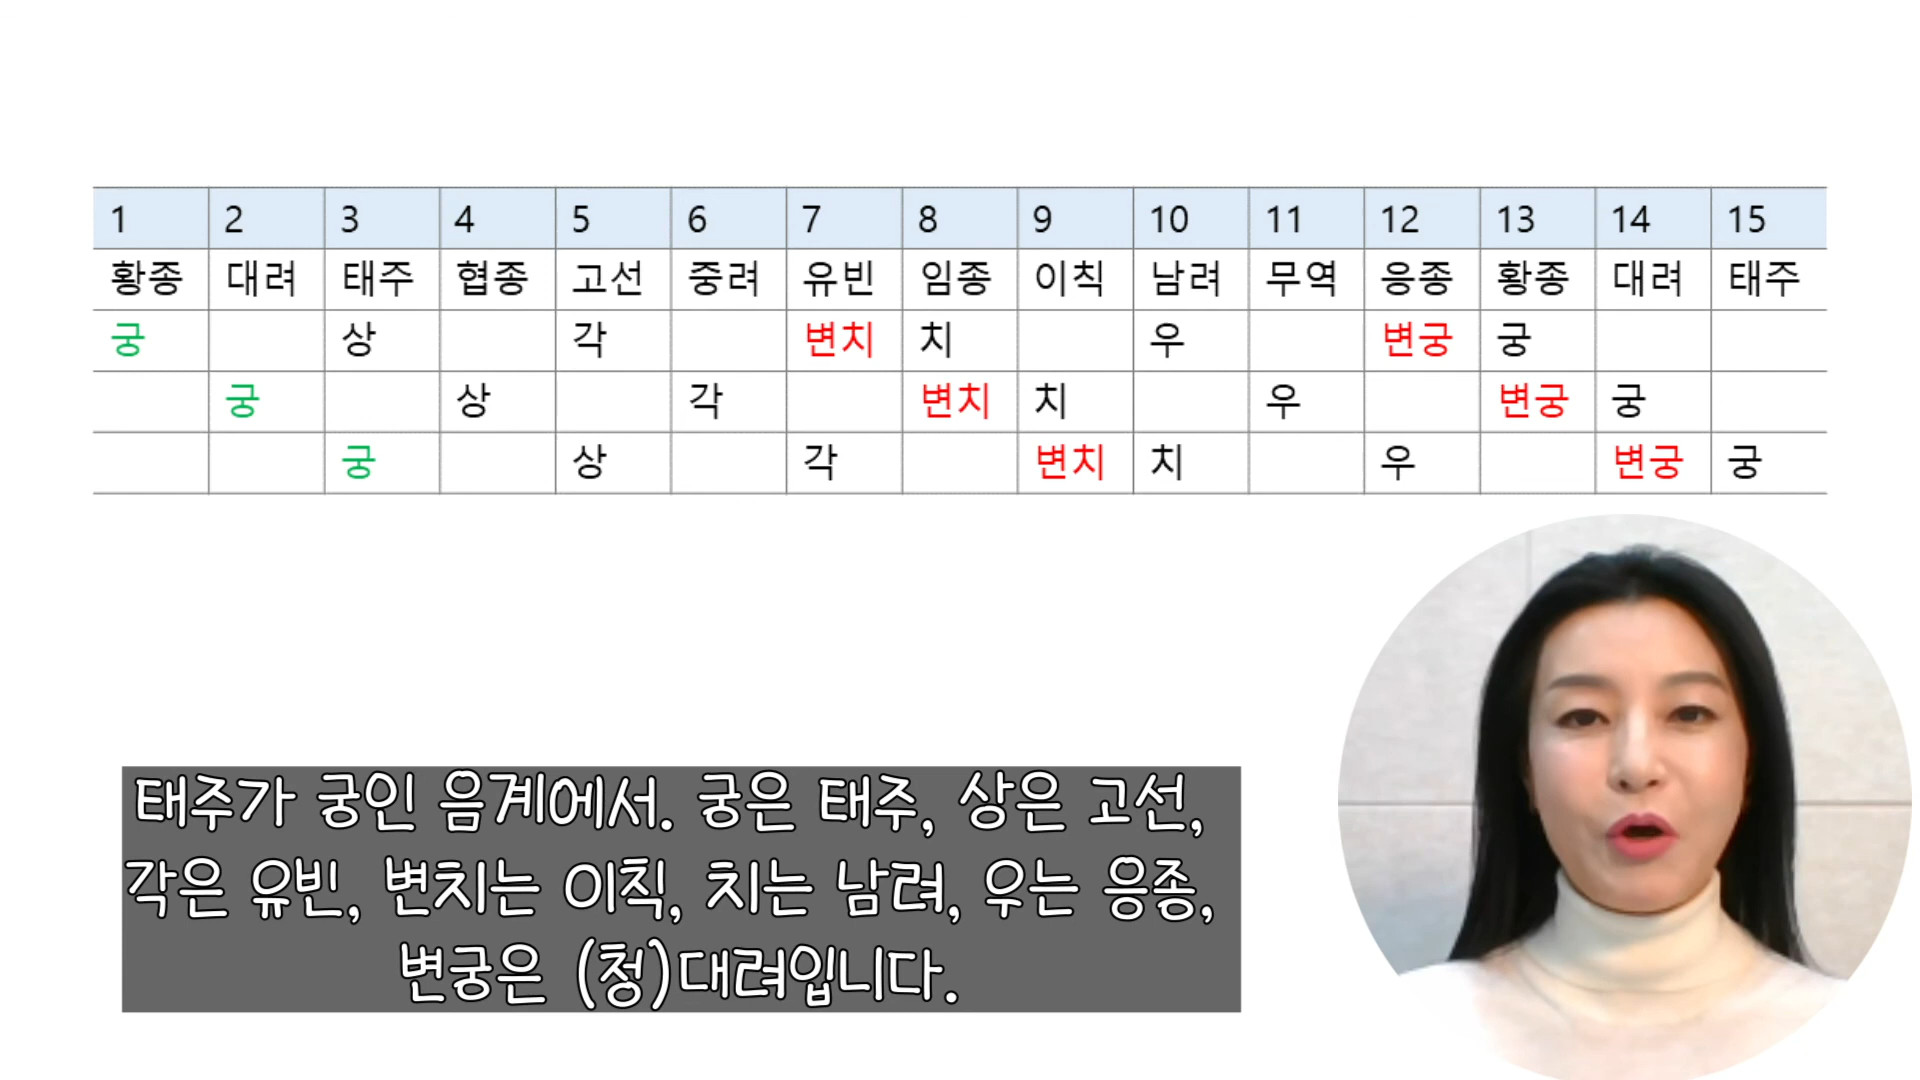 1 2 3 4 5 6 7 8 9 10 11 12 13 14 15
황종 대려 태주 협종 고선 중려 유빈 임종 이칙 남려 무역 응종 황종 대려 태주
궁 상 각 변치 치 우 변궁 궁
궁 상 각 변치 치 우 변궁 궁
궁 상 각 변치 치 우 변궁 궁
태주가 궁인 음계에서. 궁은 태주, 상은 고선,
각은 유빈, 변치는 이칙, 치는 남려, 우는 응종,
변궁은 (청)대려입니다.